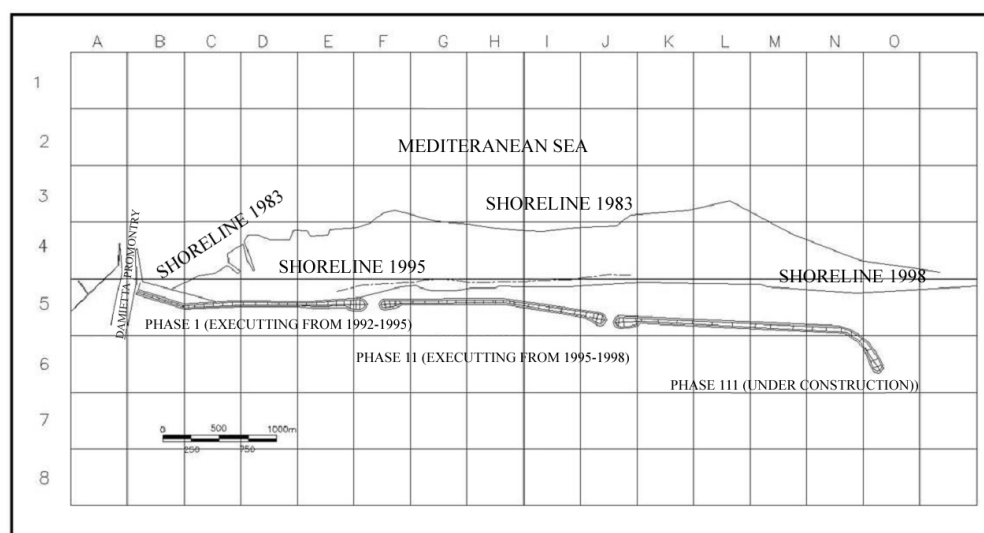 A B C D E F G H I J K L M N O
1
2
MEDITERANEAN SEA
3
SHORELINE 1983
SHORELINE 1983
DAMILETTA PROMONTRY
4
SHORELINE 1995
SHORELINE 1998
5
PHASE 1 (EXECUTTING FROM 1992-1995)
PHASE 11 (EXECUTTING FROM 1995-1998)
6
PHASE 111 (UNDER CONSTRUCTION))
7
0 500 1000m
250 750
8